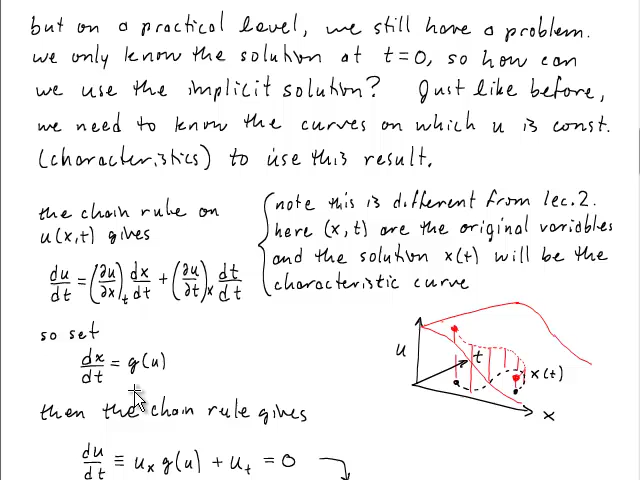 but on a practical level, we still have a problem.
we only know the solution at t=0, so how can
we use the implicit solution? Just like before,
we need to know the curves on which u is const.
(characteristics) to use this result.
the chain rule on
u(x,t) gives
du/dt = (∂u/∂x)_t dx/dt + (∂u/∂t)_x dt/dt
{note this is different from lec. 2.
here (x,t) are the original variables
and the solution x(t) will be the
characteristic curve
so set
dx/dt = g(u)
then the chain rule gives
du/dt ≡ u_x g(u) + u_t = 0
u
t
x(t)
x